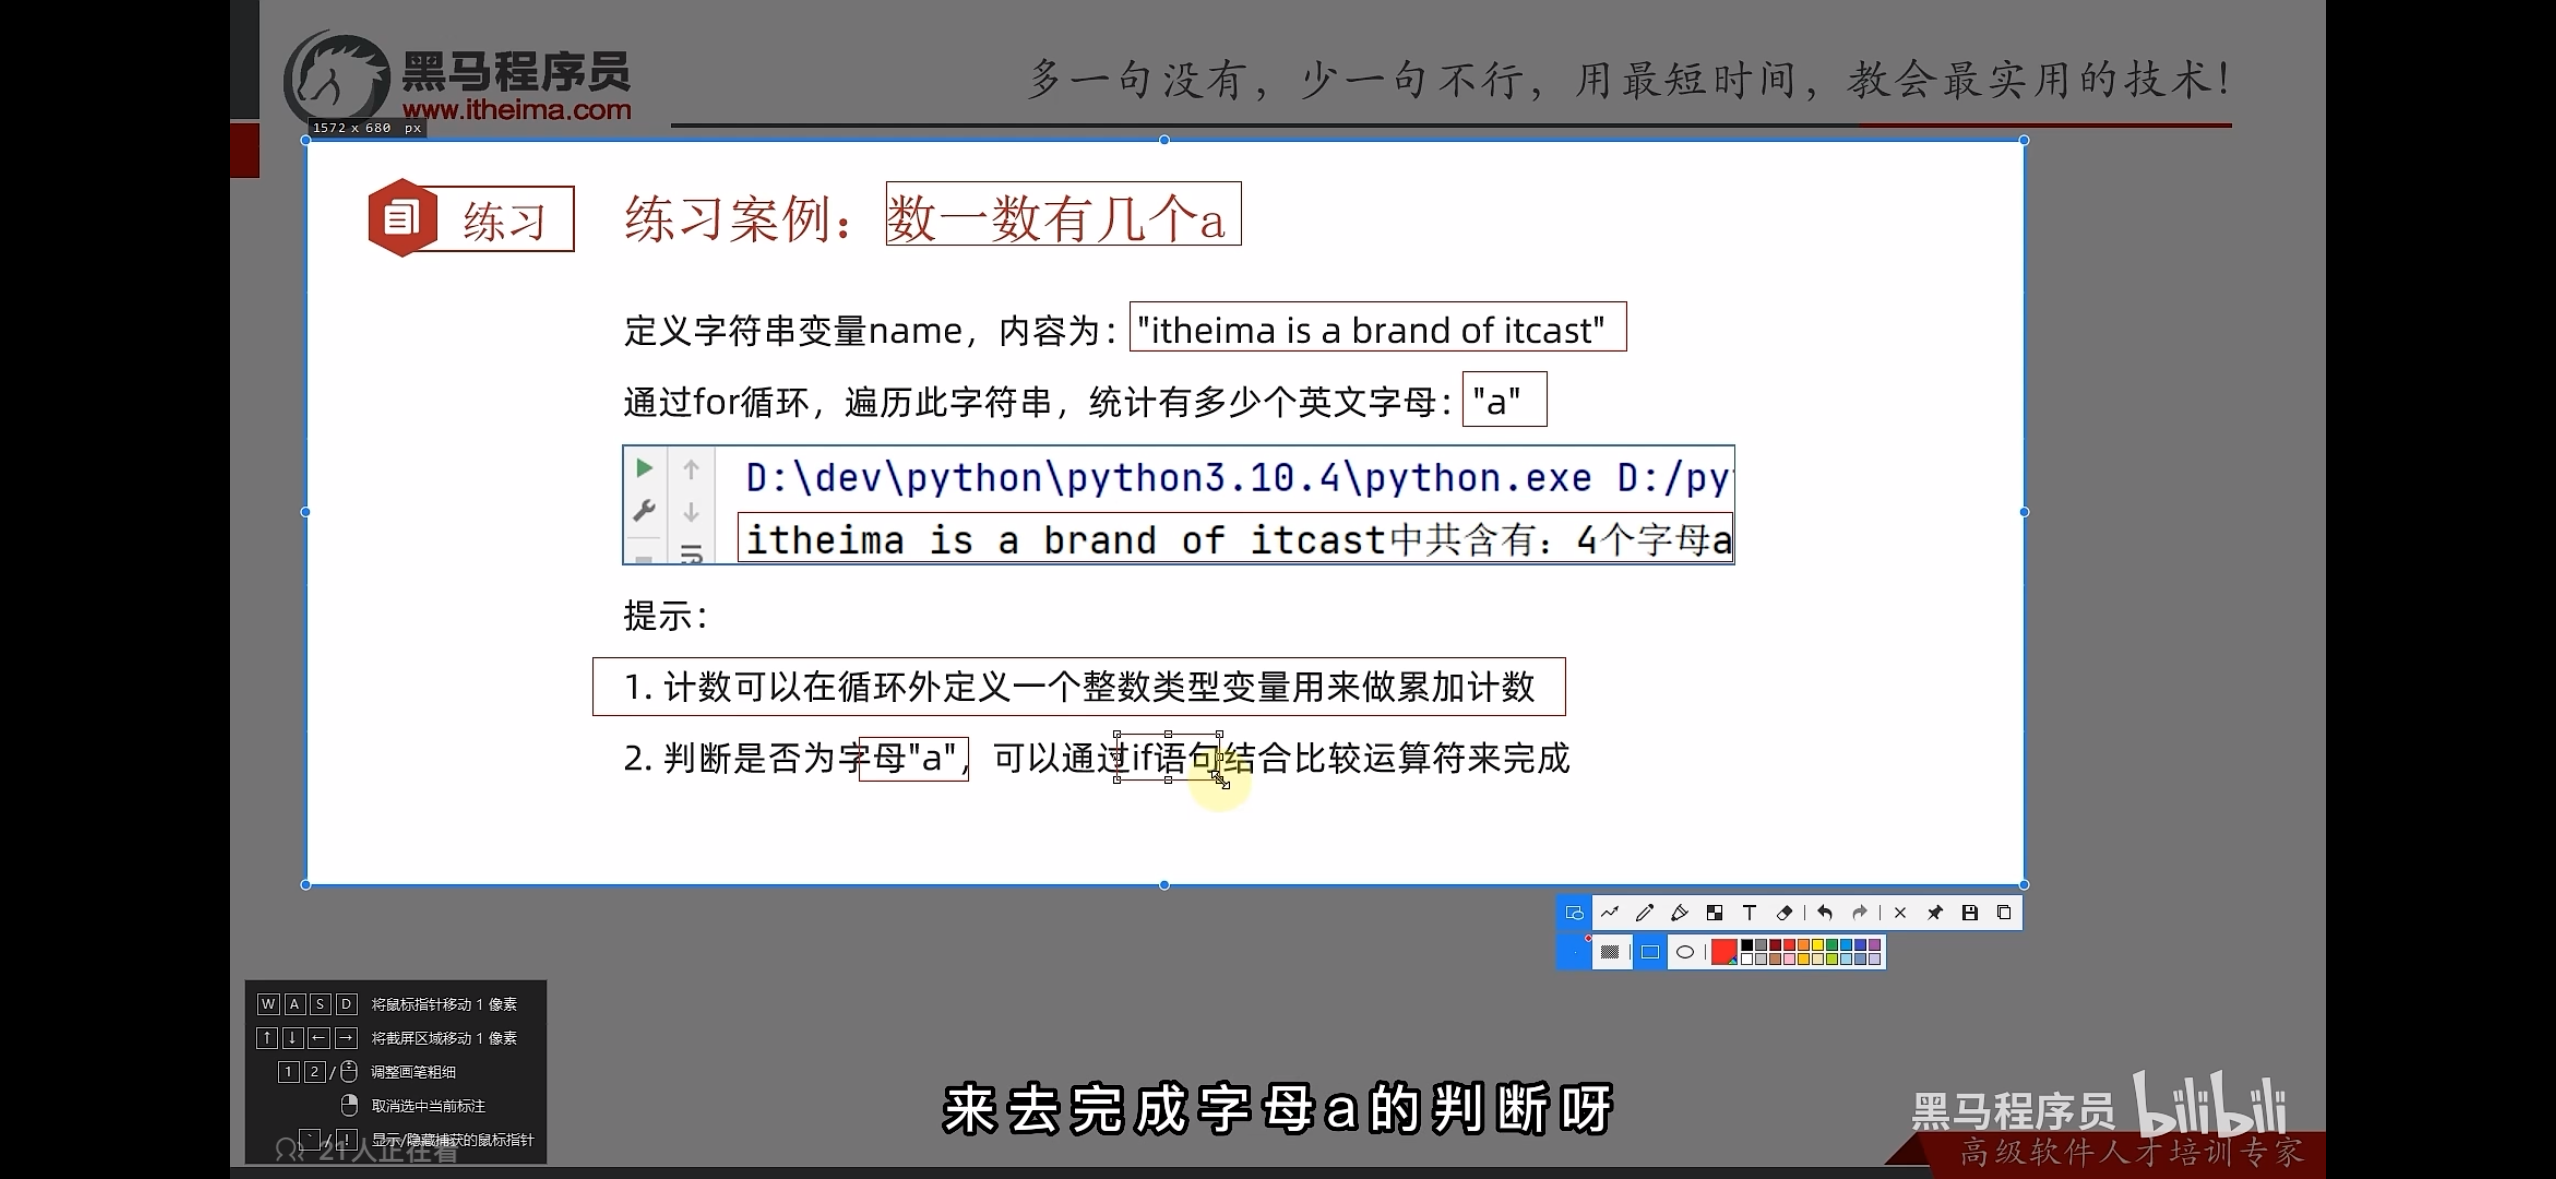 黑马程序员
www.itheima.com
多一句没有，少一句不行，用最短时间，教会最实用的技术！
1572 x 680 px
练习
练习案例：数一数有几个a
定义字符串变量name，内容为："itheima is a brand of itcast"
通过for循环，遍历此字符串，统计有多少个英文字母："a"
D:\dev\python\python3.10.4\python.exe D:/py
itheima is a brand of itcast中共含有：4个字母a
提示：
1. 计数可以在循环外定义一个整数类型变量用来做累加计数
2. 判断是否为字母"a"，可以通过if语句结合比较运算符来完成
W A S D 将鼠标指针移动 1 像素
↑ ↓ ← → 将截屏区域移动 1 像素
1 2 / 调整画笔粗细
取消选中当前标注
` / ! 显示/隐藏捕获的鼠标指针
21人正在看
来去完成字母a的判断呀
黑马程序员 bilibili
高级软件人才培训专家